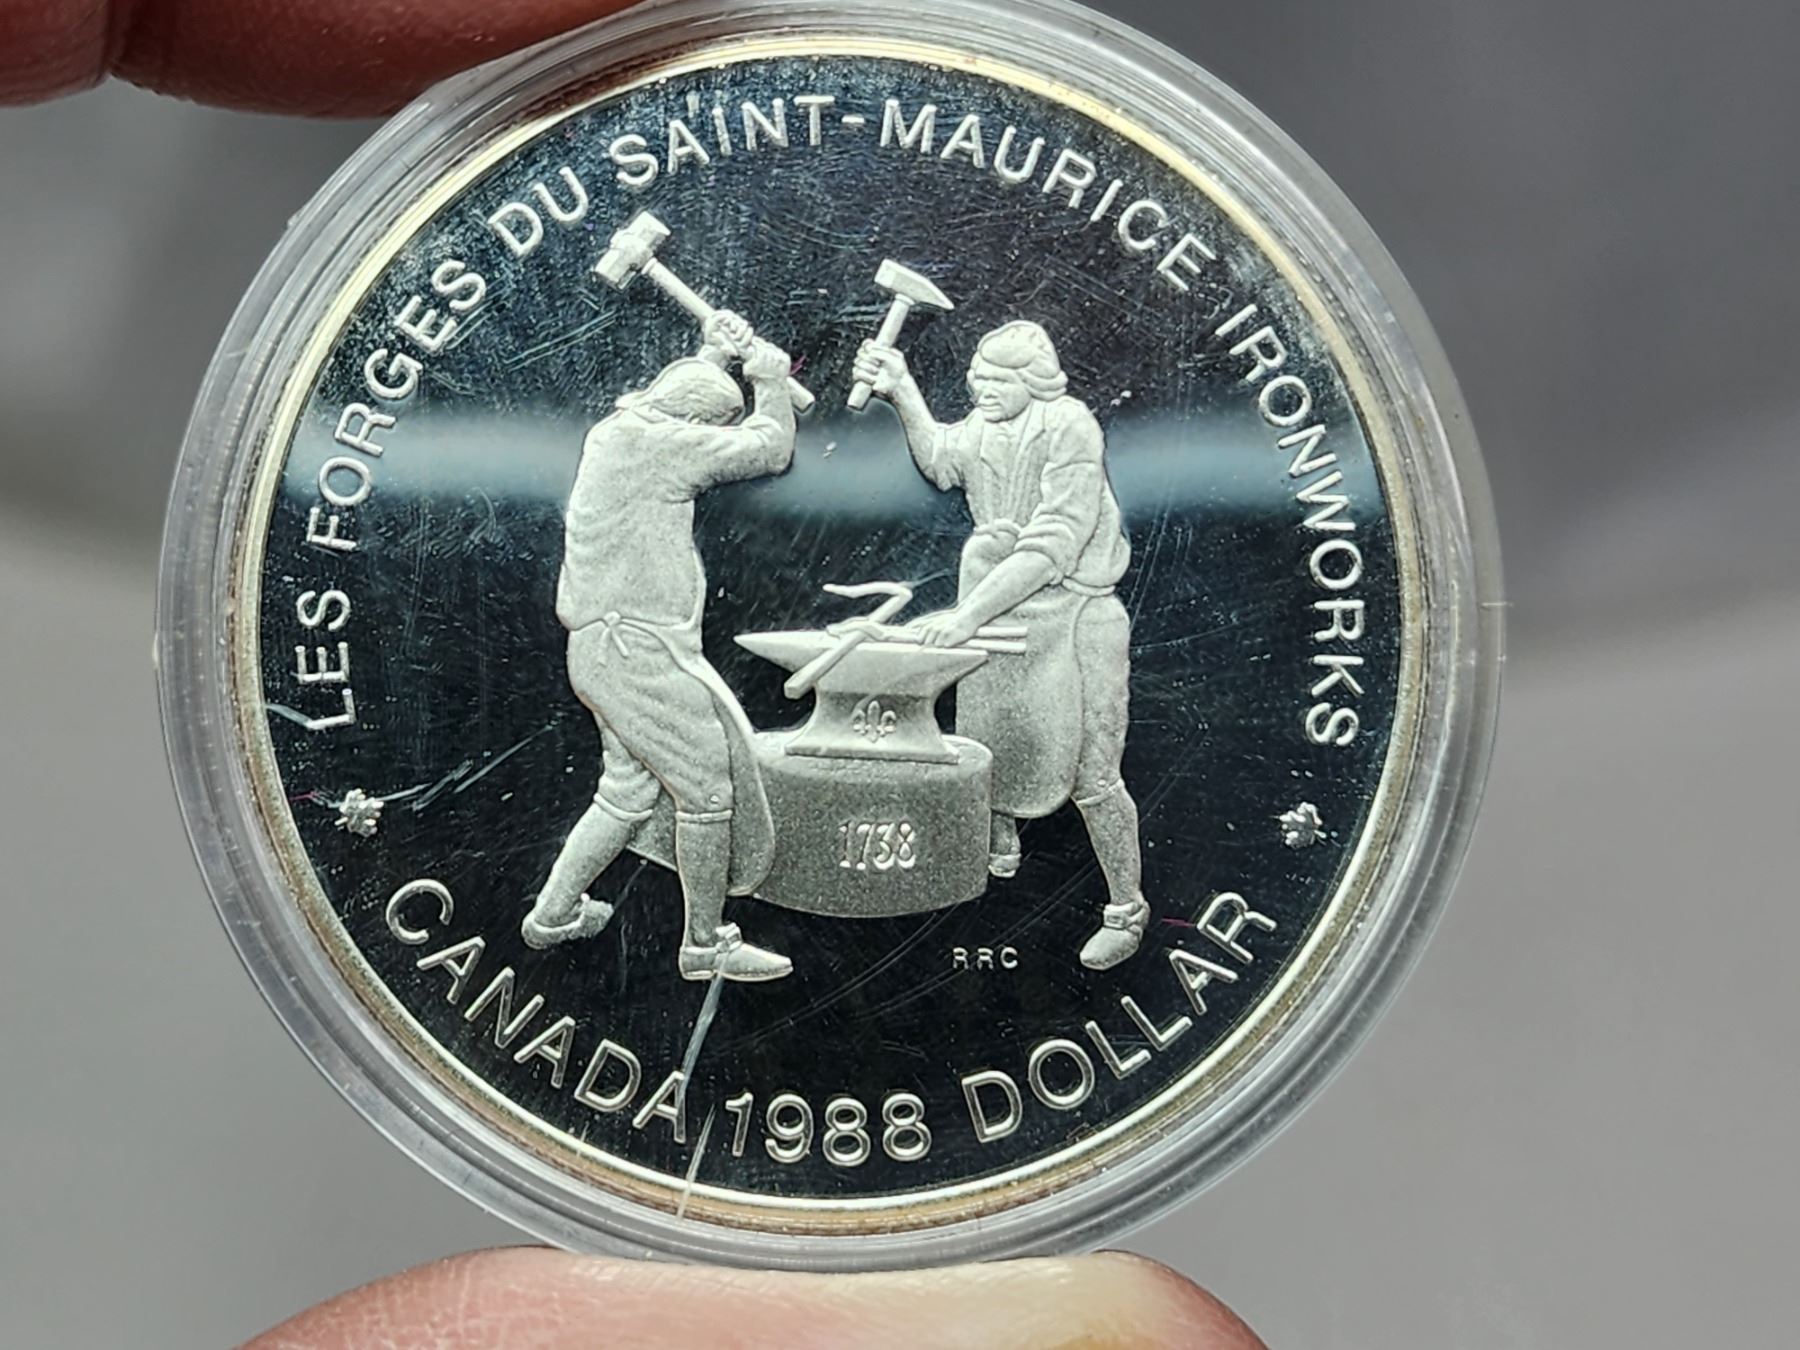 LES FORGES DU SAINT-MAURICE IRONWORKS
1738
RRC
CANADA 1988 DOLLAR